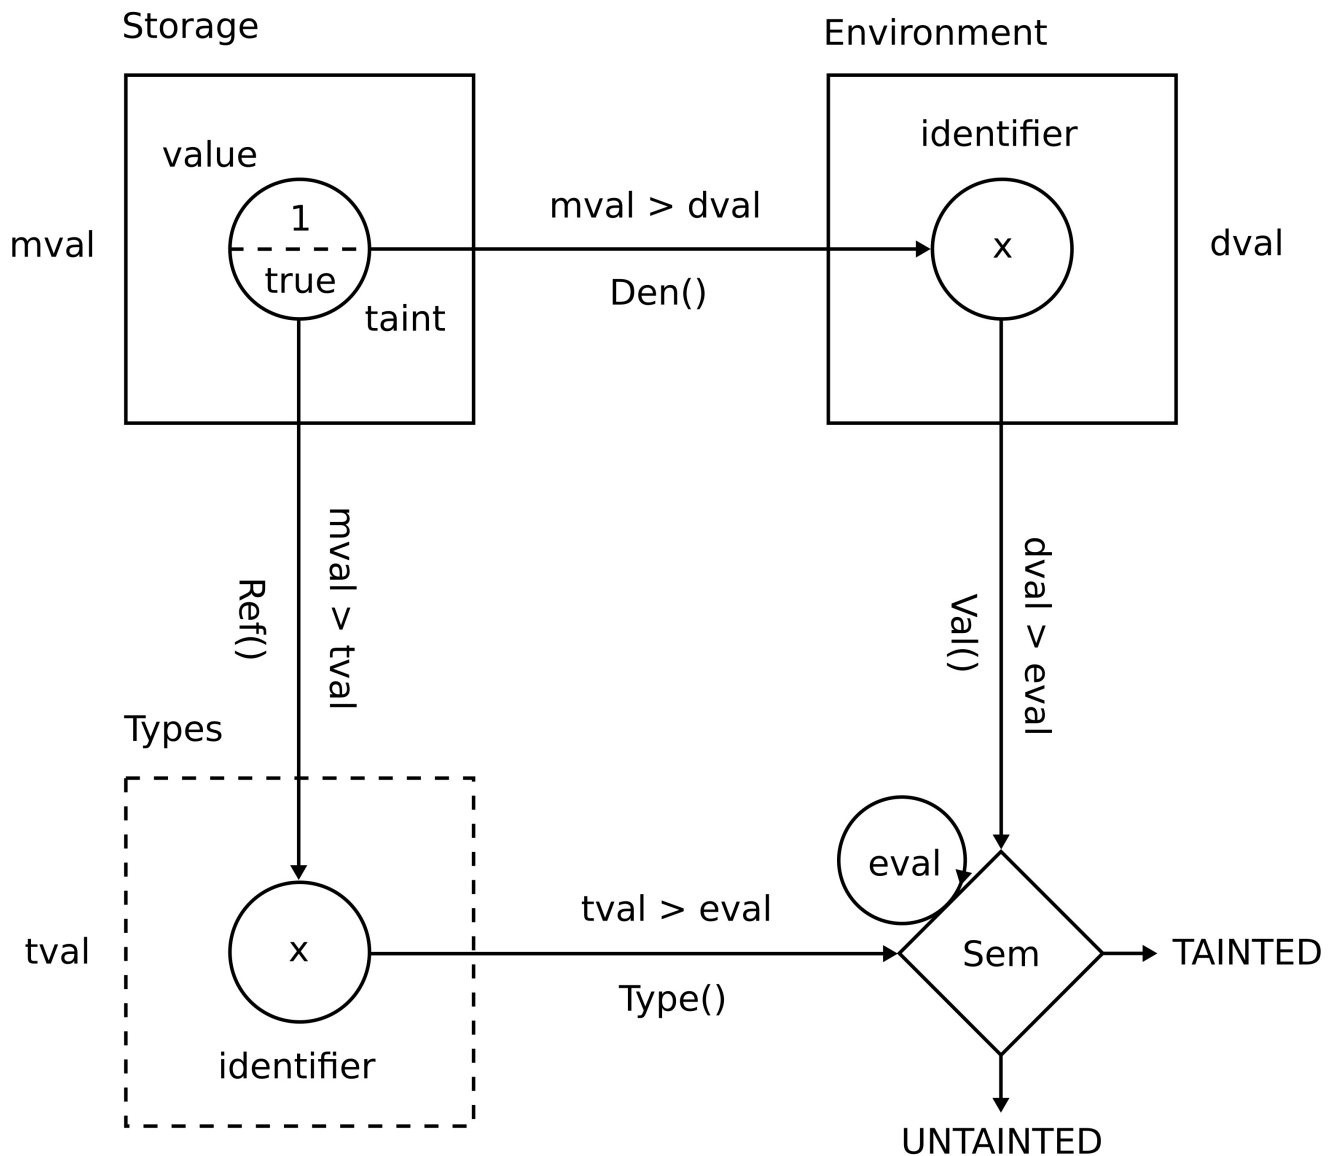 Storage
Environment
value
identifier
1
true
taint
mval
mval > dval
Den()
x
dval
Ref()
mval > tval
Val()
dval > eval
Types
tval
x
identifier
tval > eval
Type()
eval
Sem
TAINTED
UNTAINTED